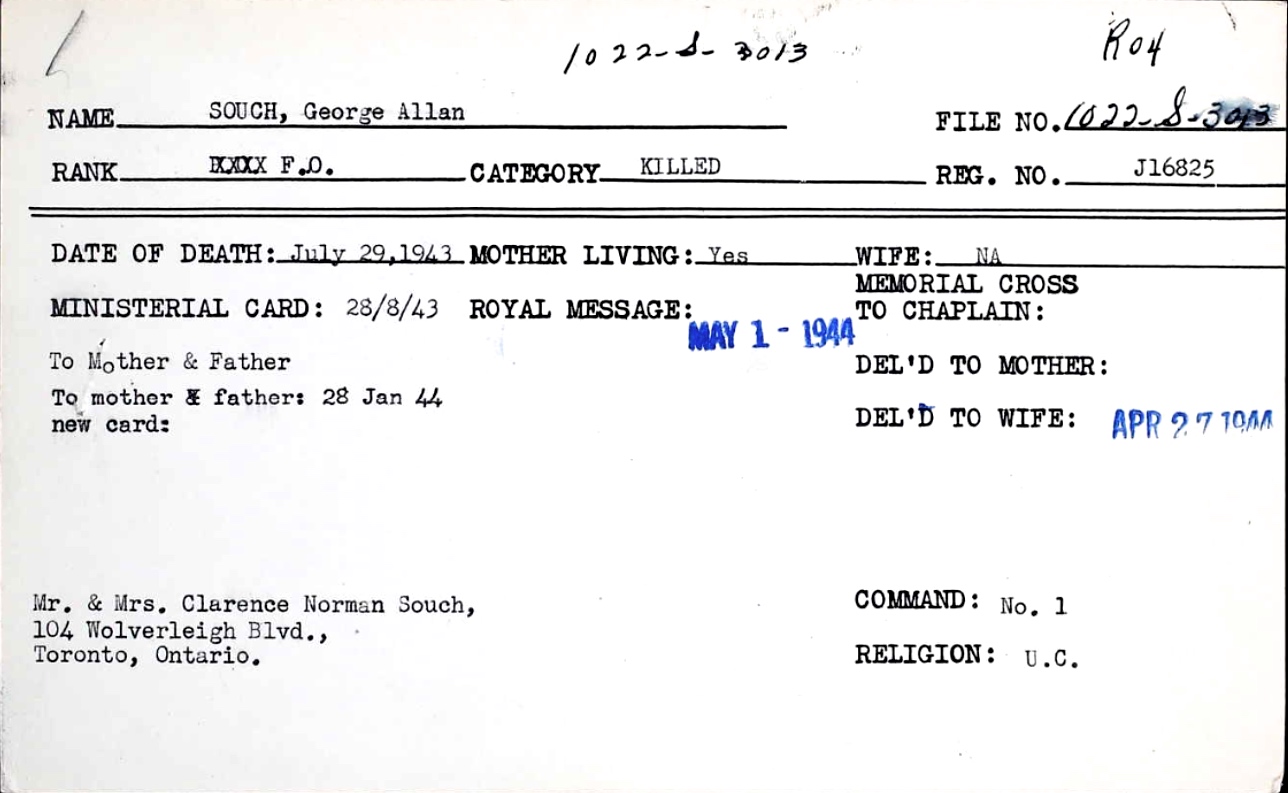 1022-S-3013 R04
NAME SOUCH, George Allan FILE NO. 1022-S-3013
RANK XXXX F.O. CATEGORY KILLED REG. NO. J16825
DATE OF DEATH: July 29,1943 MOTHER LIVING: Yes WIFE: NA
MEMORIAL CROSS
MINISTERIAL CARD: 28/8/43 ROYAL MESSAGE: TO CHAPLAIN:
MAY 1 - 1944
To Mother & Father DEL'D TO MOTHER:
To mother & father: 28 Jan 44
new card: DEL'D TO WIFE: APR 27 1944
Mr. & Mrs. Clarence Norman Souch, COMMAND: No. 1
104 Wolverleigh Blvd.,
Toronto, Ontario. RELIGION: U.C.